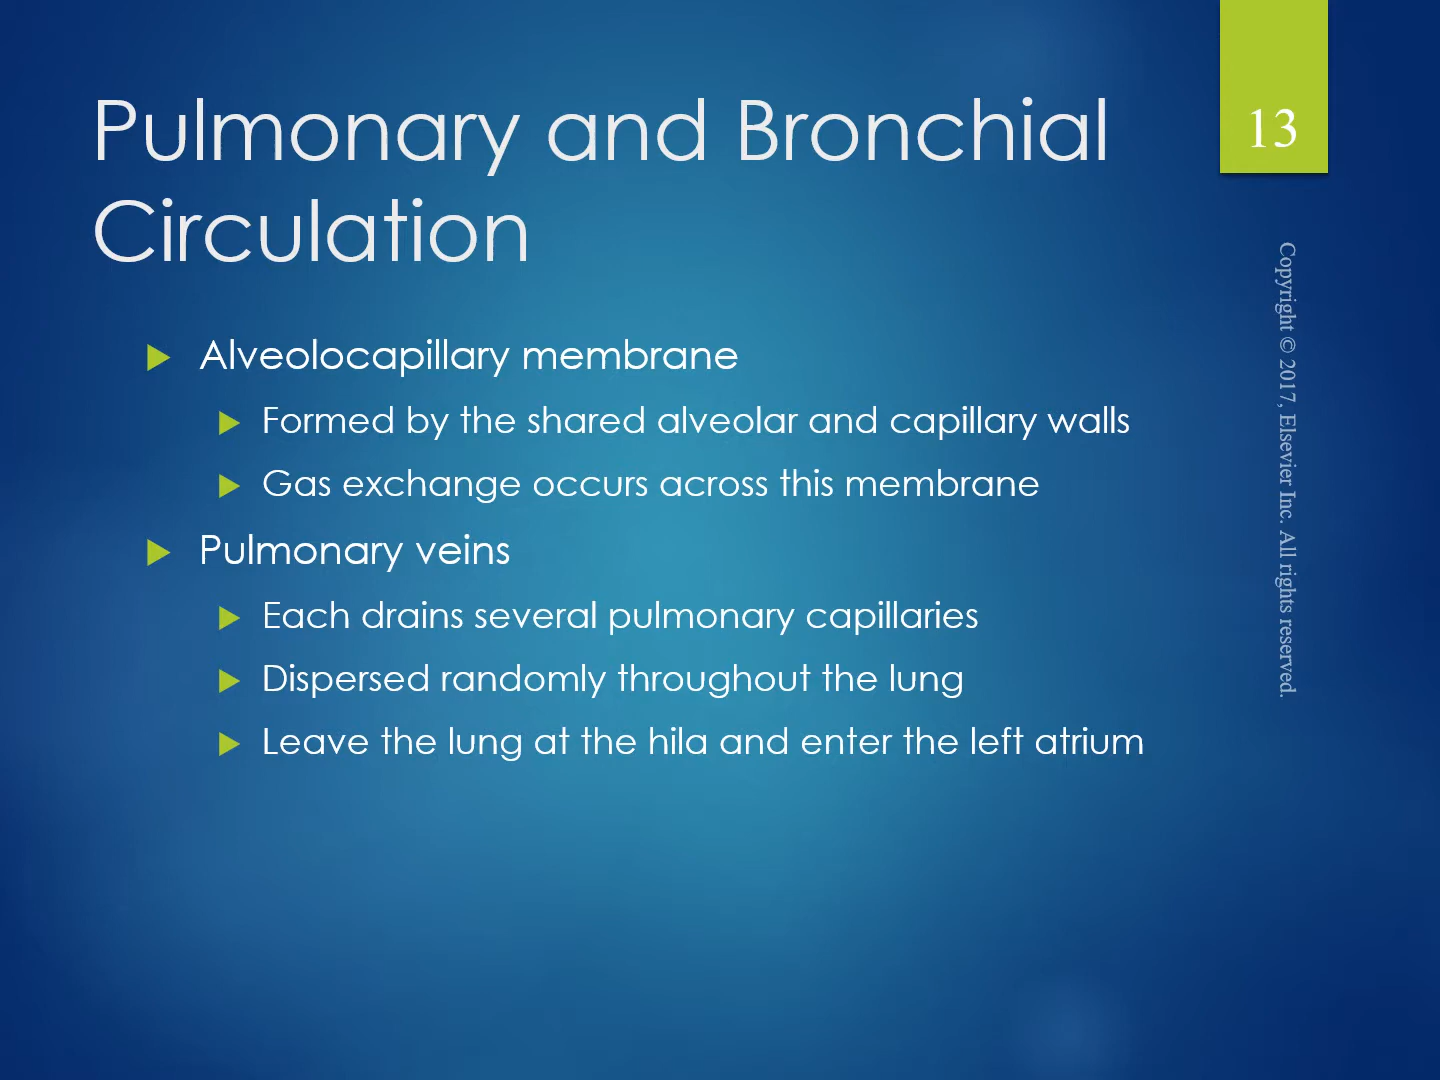 Pulmonary and Bronchial
Circulation
13
Alveolocapillary membrane
Formed by the shared alveolar and capillary walls
Gas exchange occurs across this membrane
Pulmonary veins
Each drains several pulmonary capillaries
Dispersed randomly throughout the lung
Leave the lung at the hila and enter the left atrium
Copyright © 2017, Elsevier Inc. All rights reserved.